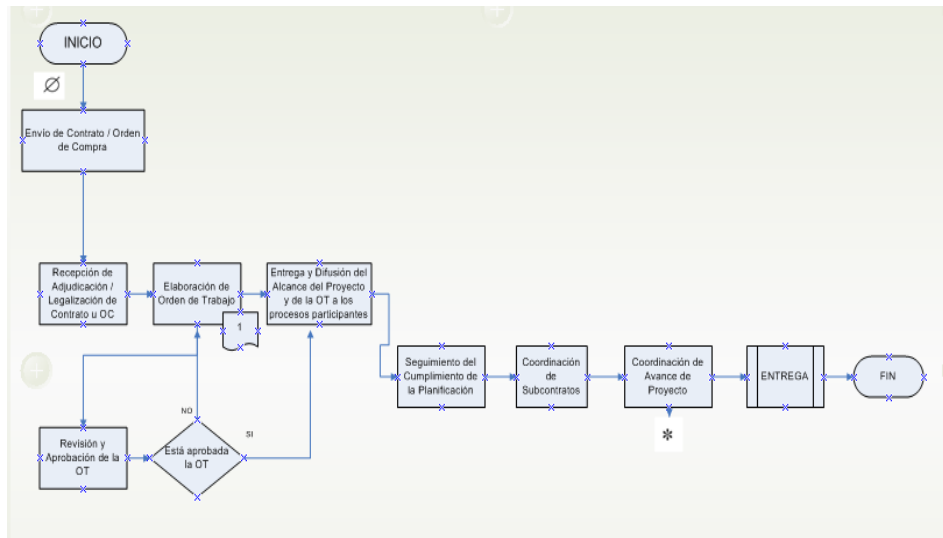 INICIO
Ø
Envío de Contrato / Orden
de Compra
Recepción de
Adjudicación /
Legalización de
Contrato u OC
Elaboración de
Orden de Trabajo
1
Entrega y Difusión del
Alcance del Proyecto
y de la OT a los
procesos participantes
Seguimiento del
Cumplimiento de
la Planificación
Coordinación
de
Subcontratos
Coordinación de
Avance de
Proyecto
*
ENTREGA
FIN
NO
SI
Revisión y
Aprobación de la
OT
Está aprobada
la OT